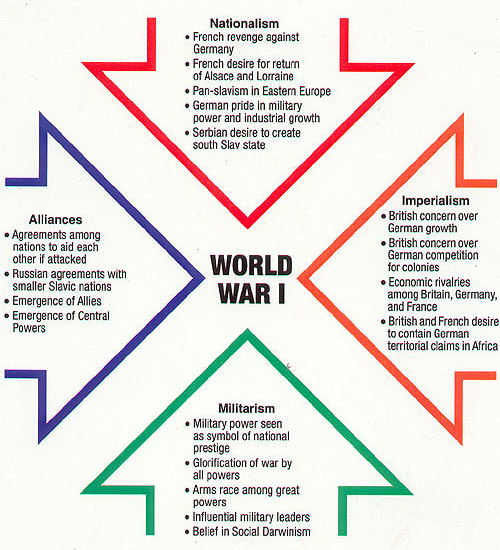 Nationalism
• French revenge against
Germany
• French desire for return
of Alsace and Lorraine
• Pan-slavism in Eastern Europe
• German pride in military
power and industrial growth
• Serbian desire to create
south Slav state
Alliances
• Agreements among
nations to aid each
other if attacked
• Russian agreements with
smaller Slavic nations
• Emergence of Allies
• Emergence of Central
Powers
WORLD
WAR I
Imperialism
• British concern over
German growth
• British concern over
German competition
for colonies
• Economic rivalries
among Britain, Germany,
and France
• British and French desire
to contain German
territorial claims in Africa
Militarism
• Military power seen
as symbol of national
prestige
• Glorification of war by
all powers
• Arms race among great
powers
• Influential military leaders
• Belief in Social Darwinism